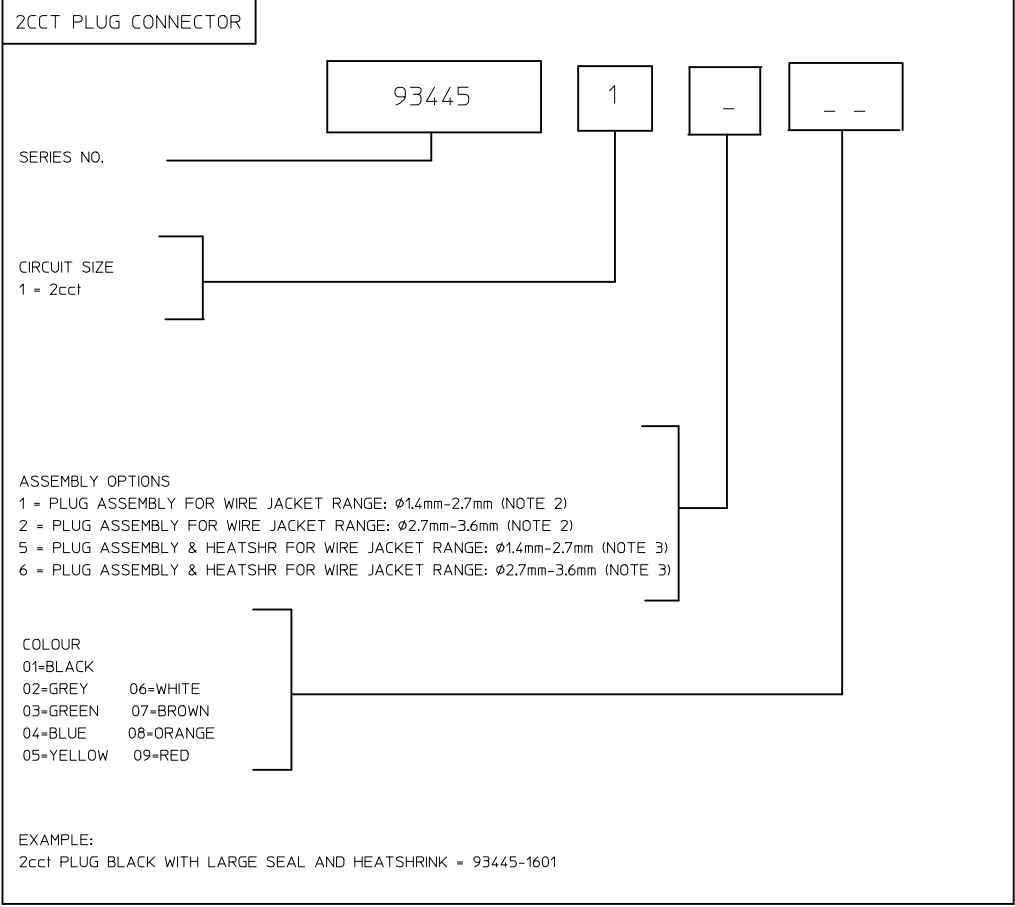 2CCT PLUG CONNECTOR
93445 1 _ _ _
SERIES NO.
CIRCUIT SIZE
1 = 2cct
ASSEMBLY OPTIONS
1 = PLUG ASSEMBLY FOR WIRE JACKET RANGE: Ø1.4mm-2.7mm (NOTE 2)
2 = PLUG ASSEMBLY FOR WIRE JACKET RANGE: Ø2.7mm-3.6mm (NOTE 2)
5 = PLUG ASSEMBLY & HEATSHR FOR WIRE JACKET RANGE: Ø1.4mm-2.7mm (NOTE 3)
6 = PLUG ASSEMBLY & HEATSHR FOR WIRE JACKET RANGE: Ø2.7mm-3.6mm (NOTE 3)
COLOUR
01=BLACK
02=GREY 06=WHITE
03=GREEN 07=BROWN
04=BLUE 08=ORANGE
05=YELLOW 09=RED
EXAMPLE:
2cct PLUG BLACK WITH LARGE SEAL AND HEATSHRINK = 93445-1601